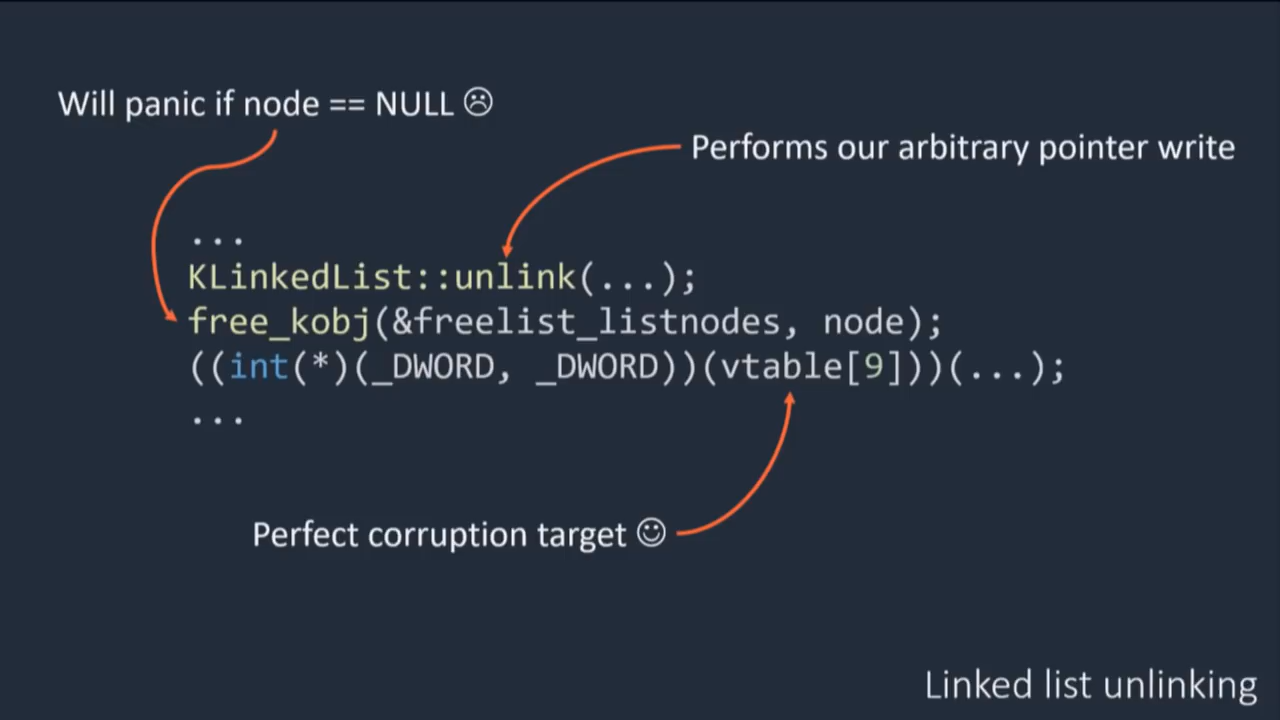 Will panic if node == NULL ☹
Performs our arbitrary pointer write
...
KLinkedList::unlink(...);
free_kobj(&freelist_listnodes, node);
((int(*)(_DWORD, _DWORD))(vtable[9]))(...);
...
Perfect corruption target ☺
Linked list unlinking